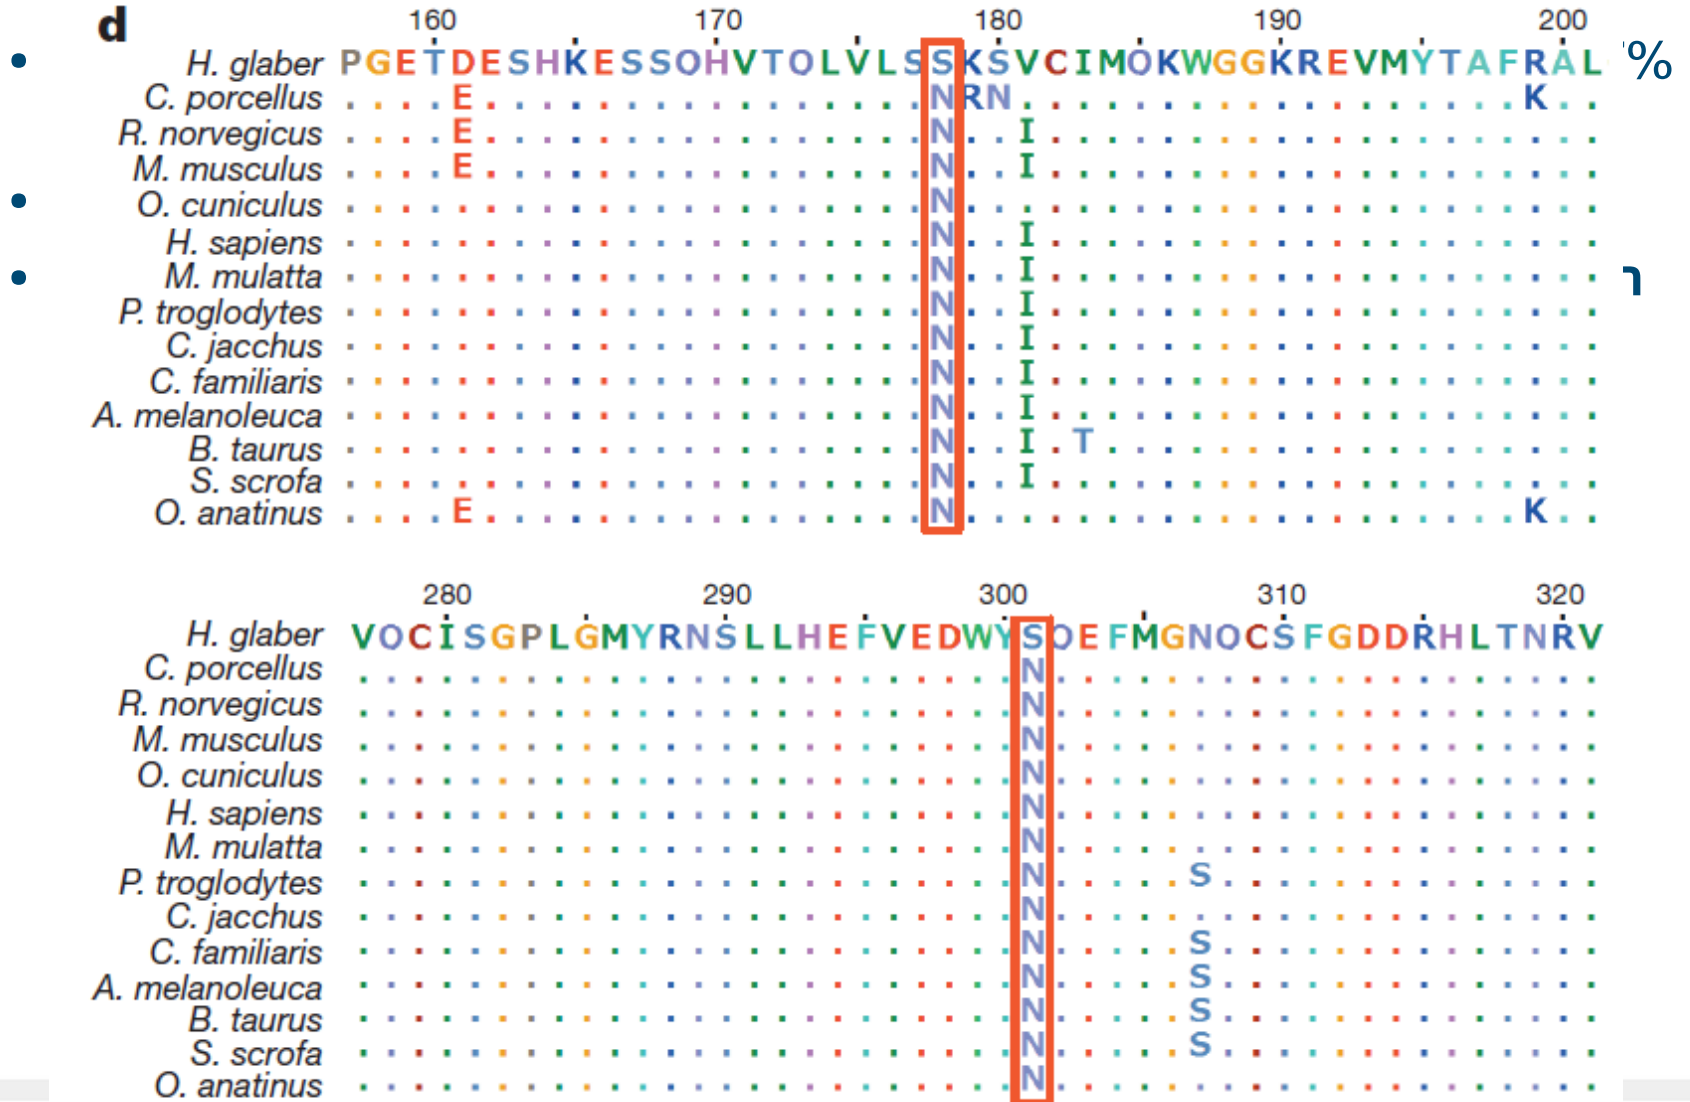 d
160 170 180 190 200
H. glaber PGETDESHKESSQHVTQLVLSSKSVCIMQKWGGKREVMYTAFRAL
C. porcellus ....E................NRN..................K..
R. norvegicus ....E................N..I....................
M. musculus ....E................N..I....................
O. cuniculus .....................N.......................
H. sapiens .....................N..I....................
M. mulatta .....................N..I....................
P. troglodytes .....................N..I....................
C. jacchus .....................N..I....................
C. familiaris .....................N..I....................
A. melanoleuca .....................N..I....................
B. taurus .....................N..I.T..................
S. scrofa .....................N..I....................
O. anatinus ....E................N....................K..
280 290 300 310 320
H. glaber VQCISGPLGMYRNSLLHEFVEDWYSQEFMGNQCSFGDDRHLTNRV
C. porcellus ........................N....................
R. norvegicus ........................N....................
M. musculus ........................N....................
O. cuniculus ........................N....................
H. sapiens ........................N....................
M. mulatta ........................N....................
P. troglodytes ........................N.....S..............
C. jacchus ........................N....................
C. familiaris ........................N.....S..............
A. melanoleuca ........................N.....S..............
B. taurus ........................N.....S..............
S. scrofa ........................N.....S..............
O. anatinus ........................N....................
%